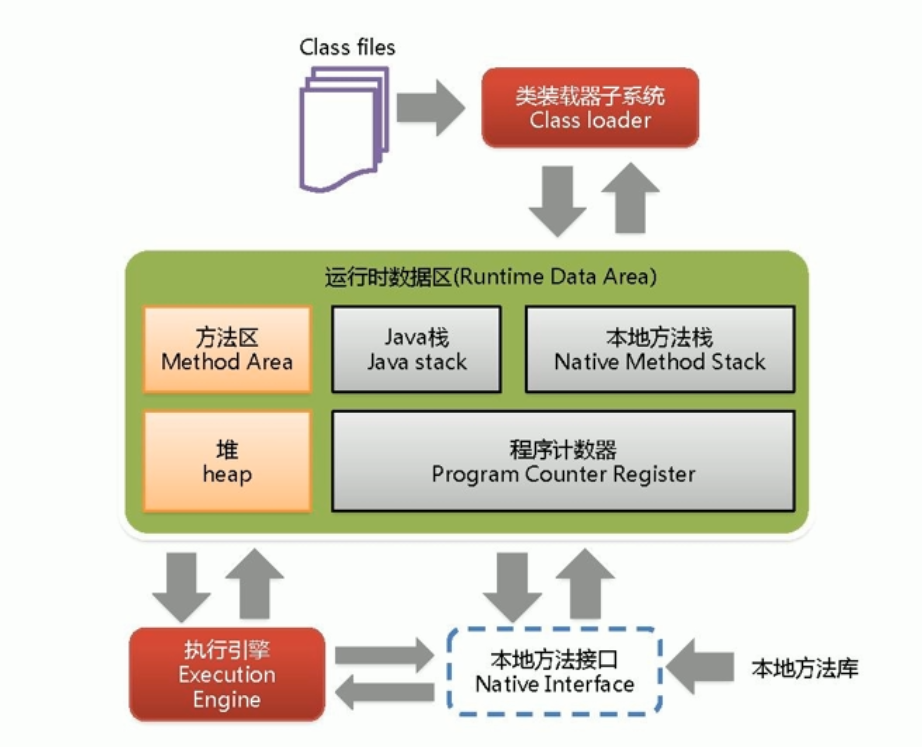 Class files
类装载器子系统
Class loader
运行时数据区(Runtime Data Area)
方法区
Method Area
Java栈
Java stack
本地方法栈
Native Method Stack
堆
heap
程序计数器
Program Counter Register
执行引擎
Execution
Engine
本地方法接口
Native Interface
本地方法库